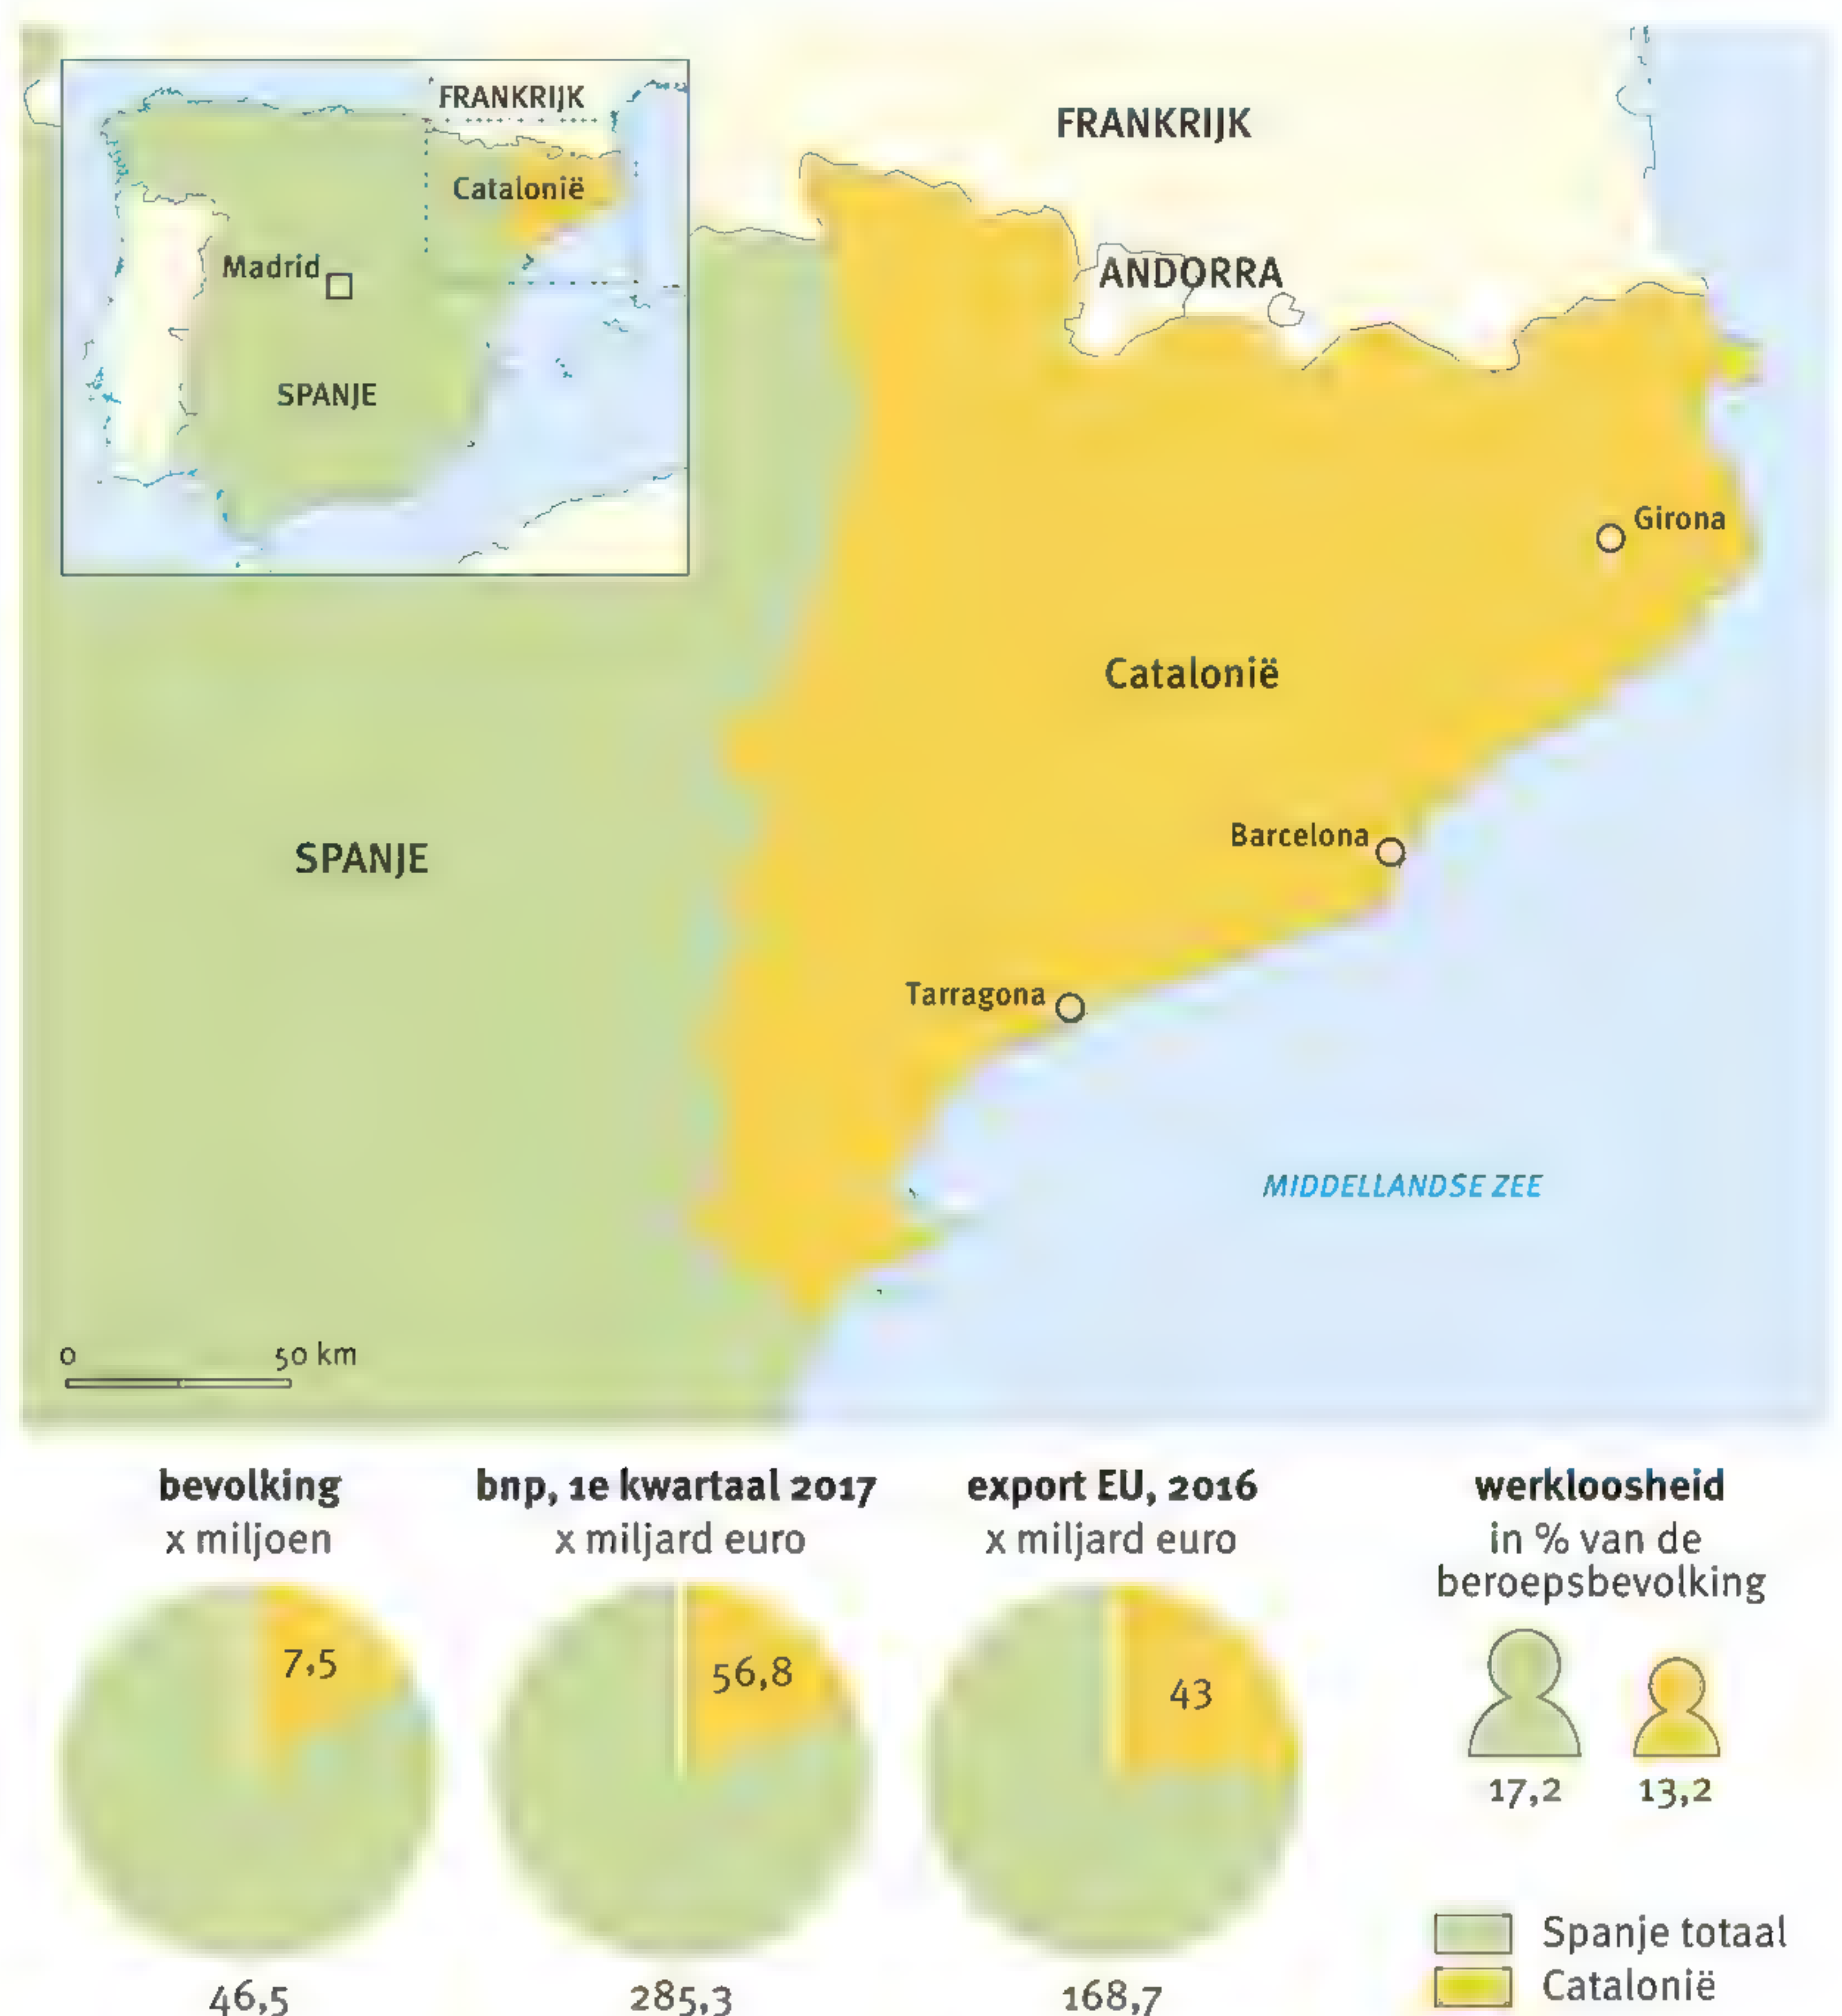 FRANKRIJK
Catalonië
Madrid
SPANJE
FRANKRIJK
ANDORRA
Girona
Catalonië
Barcelona
SPANJE
Tarragona
MIDDELLANDSE ZEE
0 50 km
bevolking
x miljoen
7,5
46,5
bnp, 1e kwartaal 2017
x miljard euro
56,8
285,3
export EU, 2016
x miljard euro
43
168,7
werkloosheid
in % van de
beroepsbevolking
17,2 13,2
Spanje totaal
Catalonië